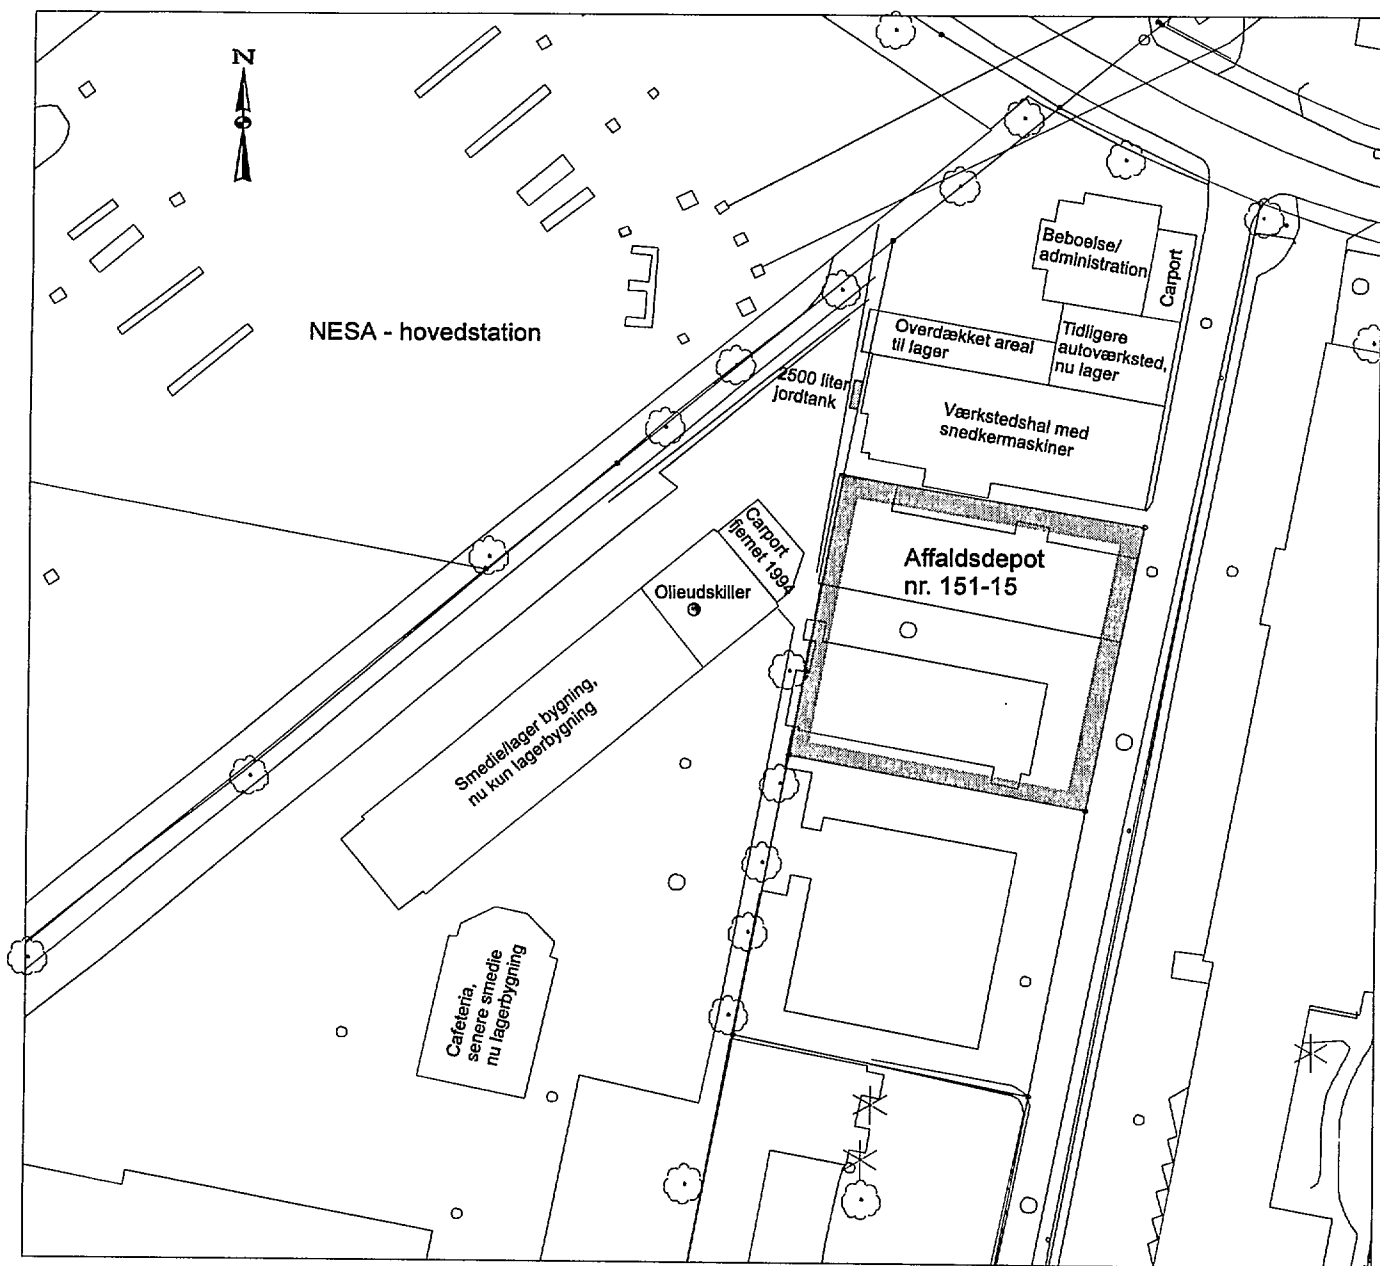 N
NESA - hovedstation
Beboelse/
administration
Carport
Overdækket areal
til lager
Tidligere
autoværksted,
nu lager
2500 liter
jordtank
Værkstedshal med
snedkermaskiner
Carport
fjernet 1994
Affaldsdepot
nr. 151-15
Olieudskiller
Smedie/lager bygning,
nu kun lagerbygning
Cafeteria,
senere smedie
nu lagerbygning